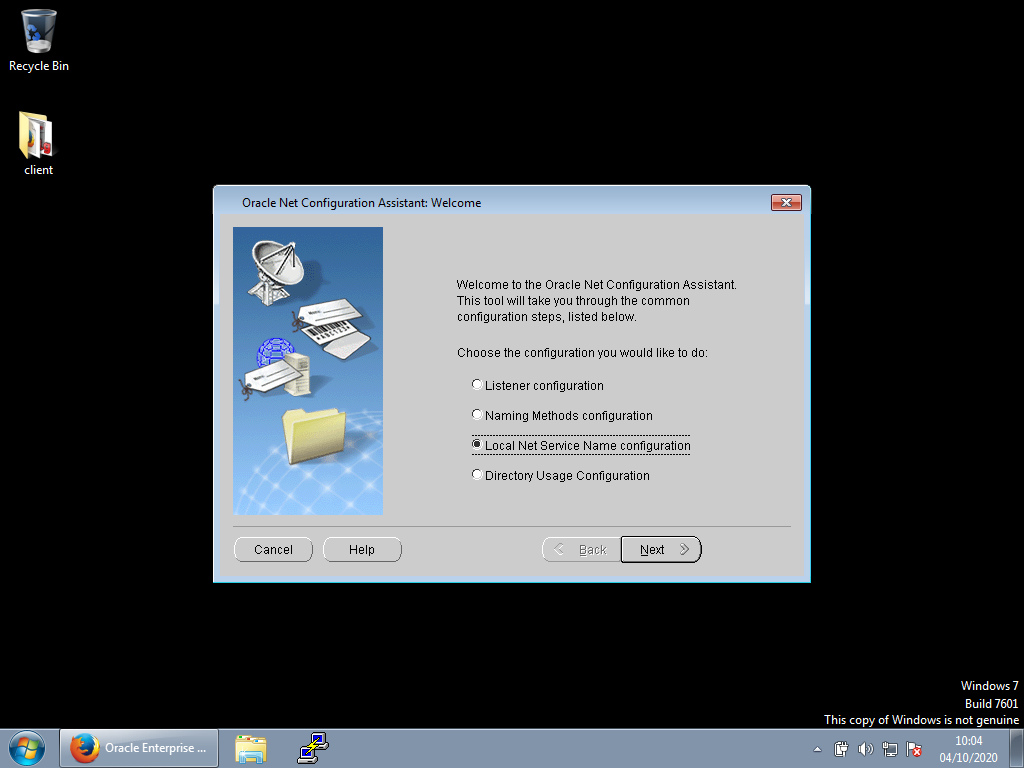 Recycle Bin
client
Oracle Net Configuration Assistant: Welcome
Welcome to the Oracle Net Configuration Assistant.
This tool will take you through the common
configuration steps, listed below.
Choose the configuration you would like to do:
Listener configuration
Naming Methods configuration
Local Net Service Name configuration
Directory Usage Configuration
Cancel
Help
Back
Next
Windows 7
Build 7601
This copy of Windows is not genuine
Oracle Enterprise ...
10:04
04/10/2020